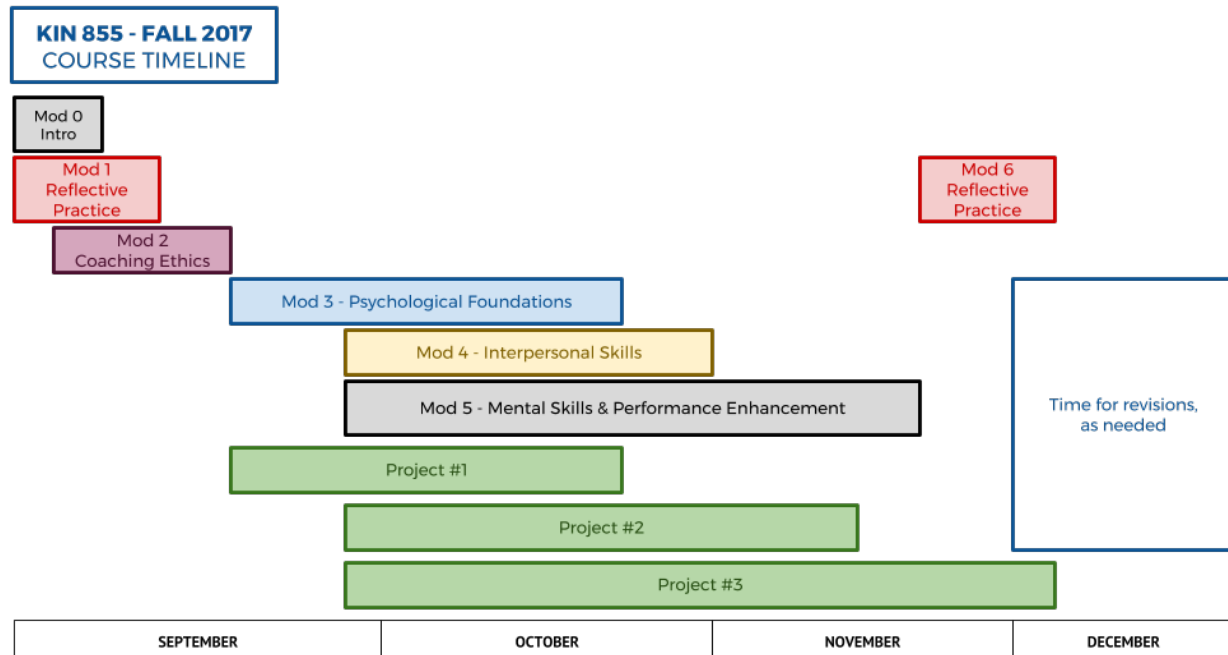 KIN 855 - FALL 2017
COURSE TIMELINE
Mod 0
Intro
Mod 1
Reflective
Practice
Mod 6
Reflective
Practice
Mod 2
Coaching Ethics
Mod 3 - Psychological Foundations
Mod 4 - Interpersonal Skills
Mod 5 - Mental Skills & Performance Enhancement
Time for revisions,
as needed
Project #1
Project #2
Project #3
SEPTEMBER
OCTOBER
NOVEMBER
DECEMBER